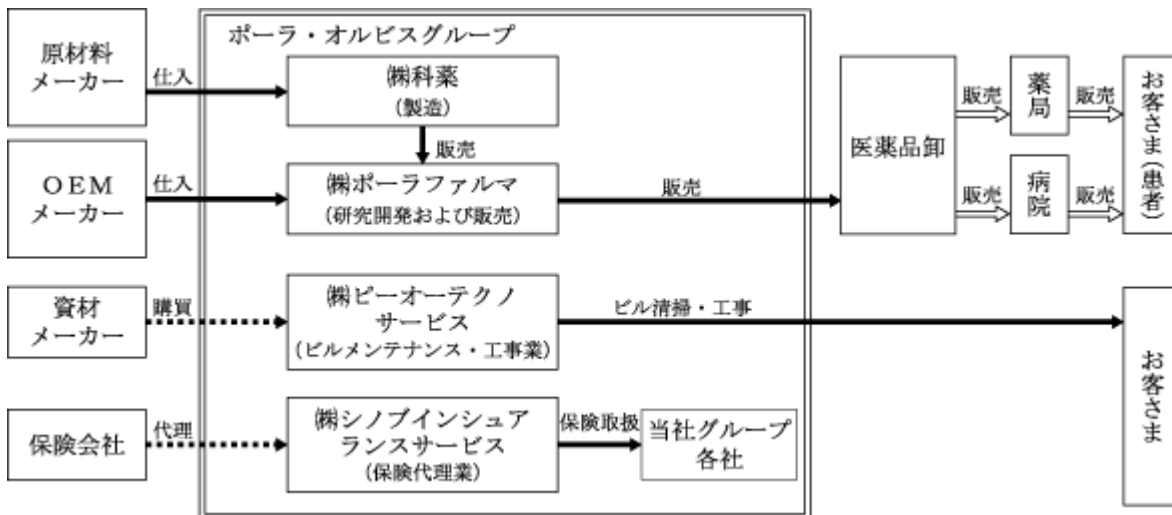 ポーラ・オルビスグループ
原材料
メーカー
仕入
㈱科薬
(製造)
販売
OEM
メーカー
仕入
㈱ポーラファルマ
(研究開発および販売)
販売
医薬品卸
販売
薬局
販売
販売
病院
販売
お客さま(患者)
資材
メーカー
購買
㈱ピーオーテクノ
サービス
(ビルメンテナンス・工事業)
ビル清掃・工事
お客さま
保険会社
代理
㈱シノブインシュア
ランスサービス
(保険代理業)
保険取扱
当社グループ
各社